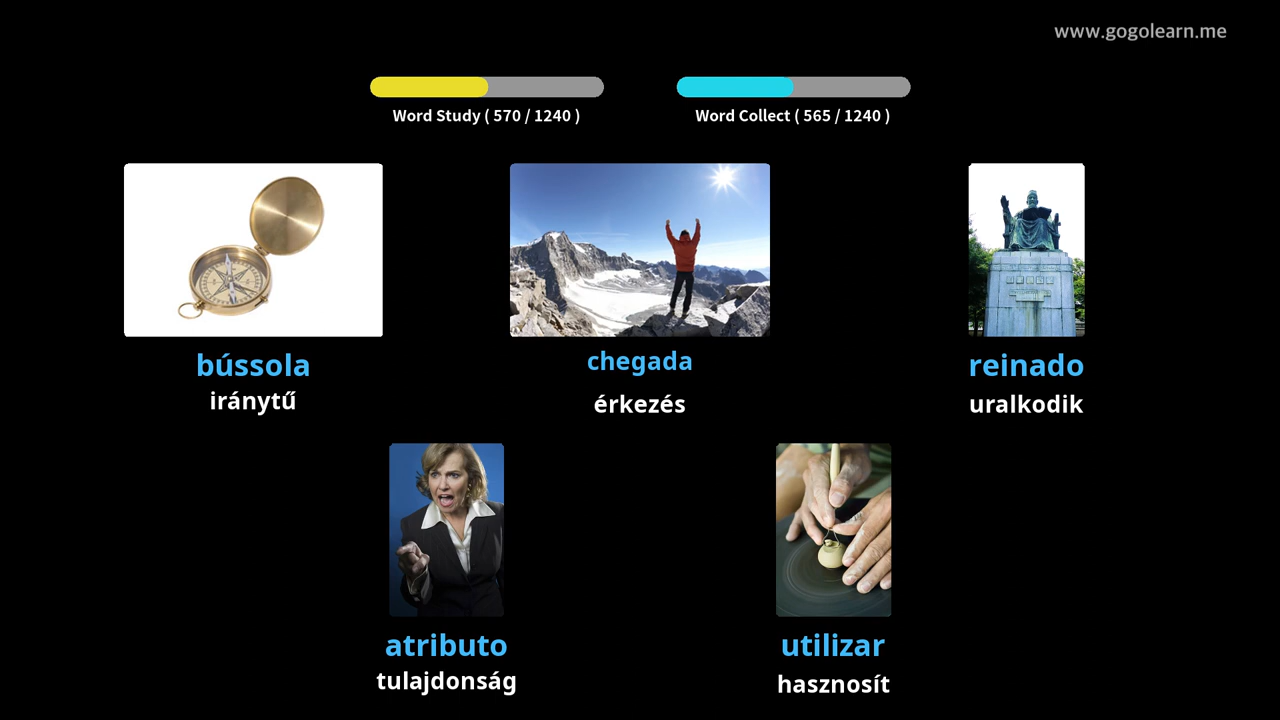 www.gogolearn.me
Word Study ( 570 / 1240 )
Word Collect ( 565 / 1240 )
bússola
iránytű
chegada
érkezés
reinado
uralkodik
atributo
tulajdonság
utilizar
hasznosít